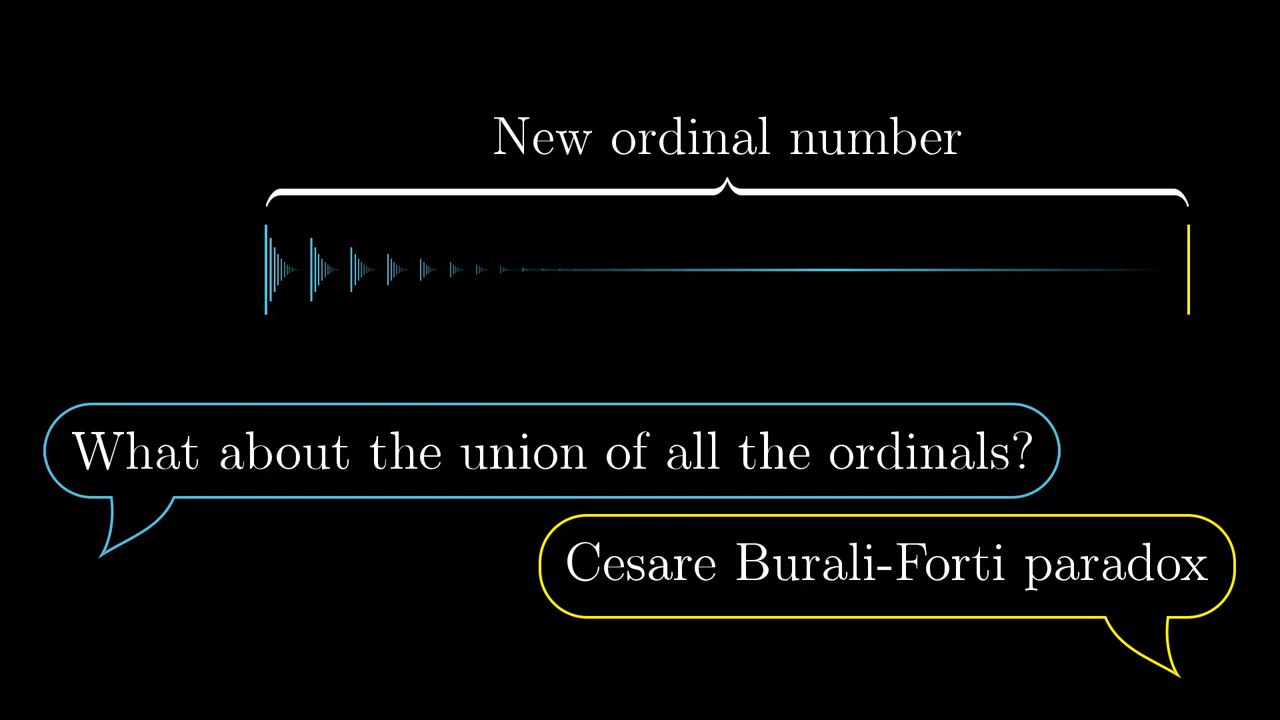 New ordinal number
What about the union of all the ordinals?
Cesare Burali-Forti paradox